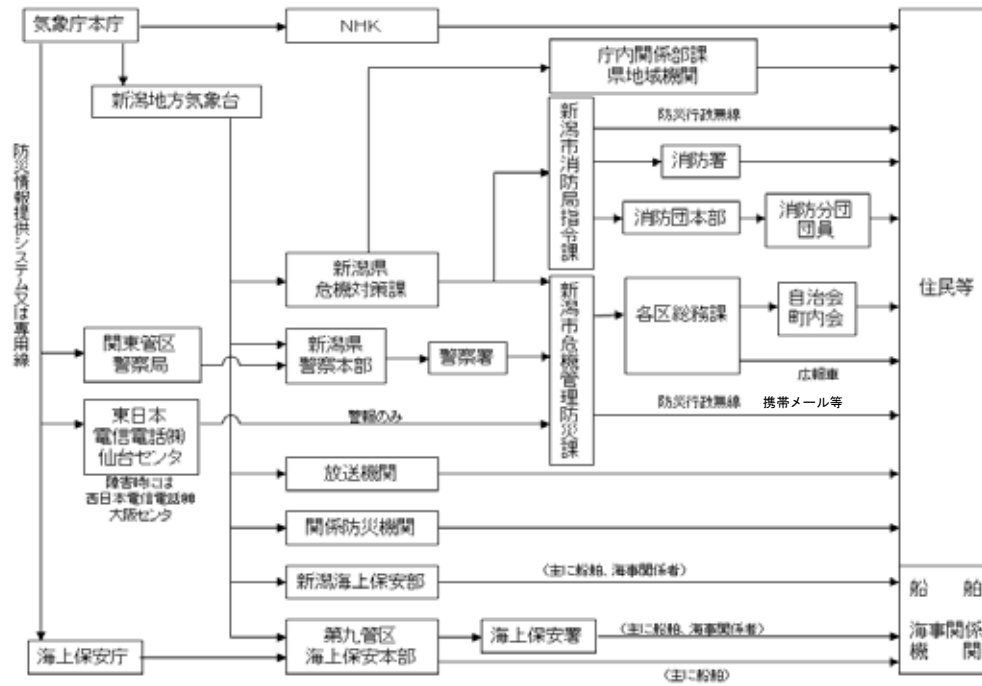 気象庁本庁
NHK
庁内関係部課
県地域機関
新潟地方気象台
防災情報提供システム又は専用線
新潟市消防局指令課
防災行政無線
消防署
消防団本部
消防分団
団員
新潟県
危機対策課
新潟市危機管理防災課
各区総務課
自治会
町内会
住民等
関東管区
警察局
新潟県
警察本部
警察署
広報車
防災行政無線
携帯メール等
東日本
電信電話㈱
仙台センタ
警報のみ
障害時には
西日本電信電話㈱
大阪センタ
放送機関
関係防災機関
新潟海上保安部
(主に船舶、海事関係者)
船舶
海事関係
機関
第九管区
海上保安本部
海上保安署
(主に船舶、海事関係者)
海上保安庁
(主に船舶)